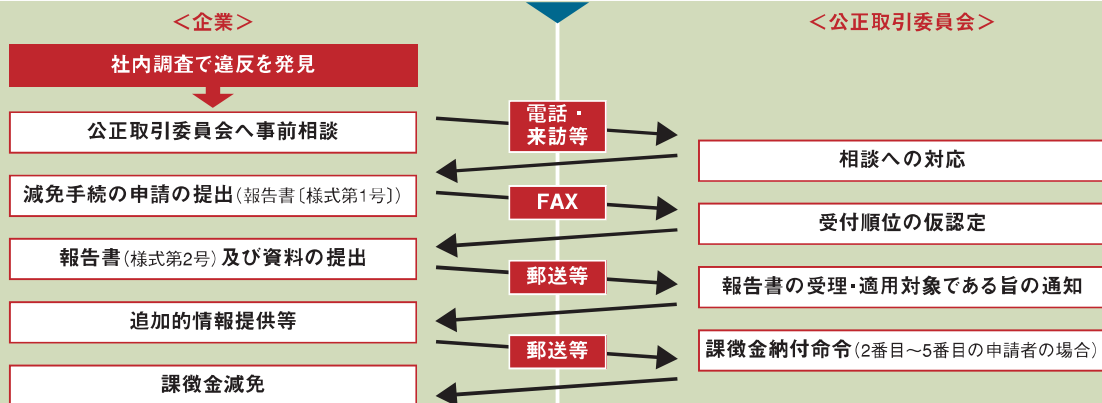 ＜企業＞
＜公正取引委員会＞
社内調査で違反を発見
公正取引委員会へ事前相談
電話・
来訪等
相談への対応
減免手続の申請の提出（報告書〔様式第1号〕）
FAX
受付順位の仮認定
報告書（様式第2号）及び資料の提出
郵送等
報告書の受理・適用対象である旨の通知
追加的情報提供等
郵送等
課徴金納付命令（2番目～5番目の申請者の場合）
課徴金減免